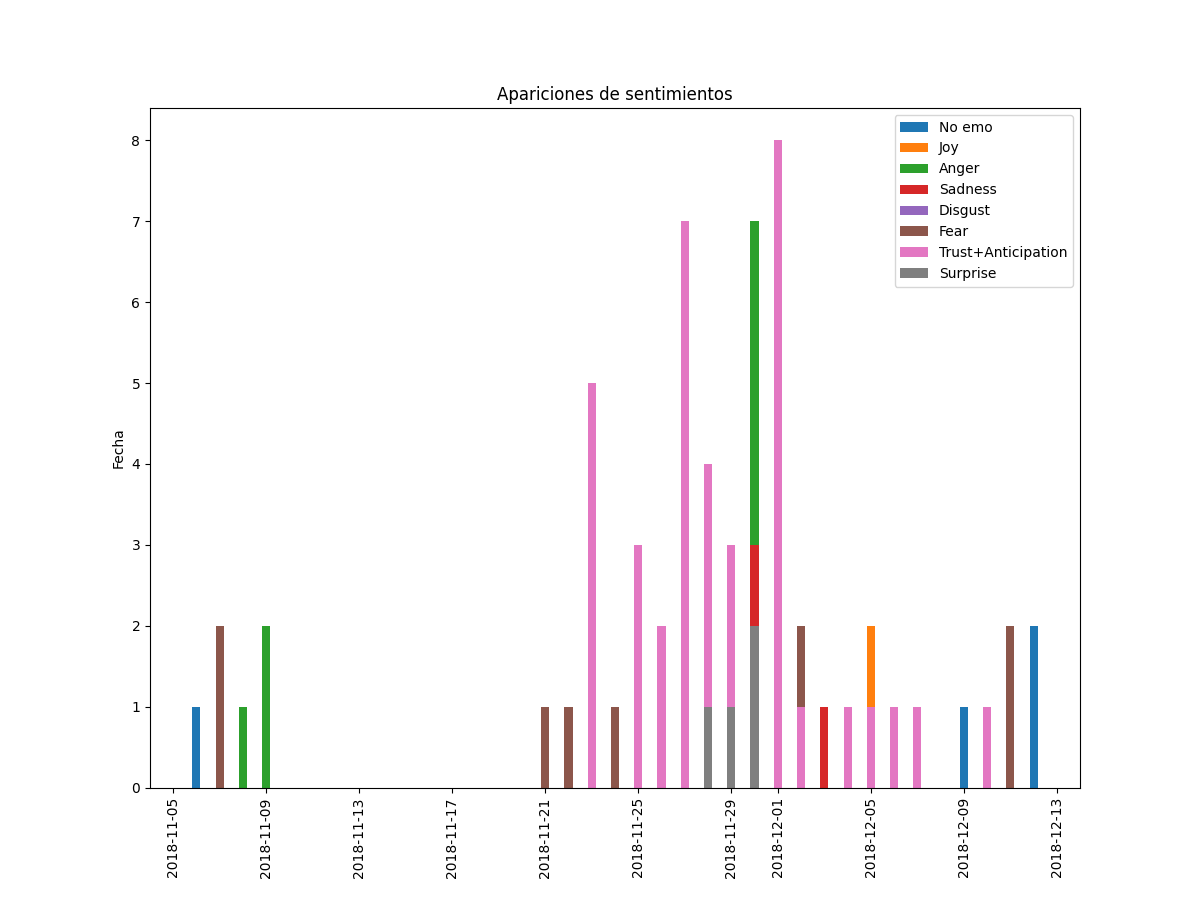 Apariciones de sentimientos
No emo
Joy
Anger
Sadness
Disgust
Fear
Trust+Anticipation
Surprise
Fecha
8
7
6
5
4
3
2
1
0
2018-11-05
2018-11-09
2018-11-13
2018-11-17
2018-11-21
2018-11-25
2018-11-29
2018-12-01
2018-12-05
2018-12-09
2018-12-13